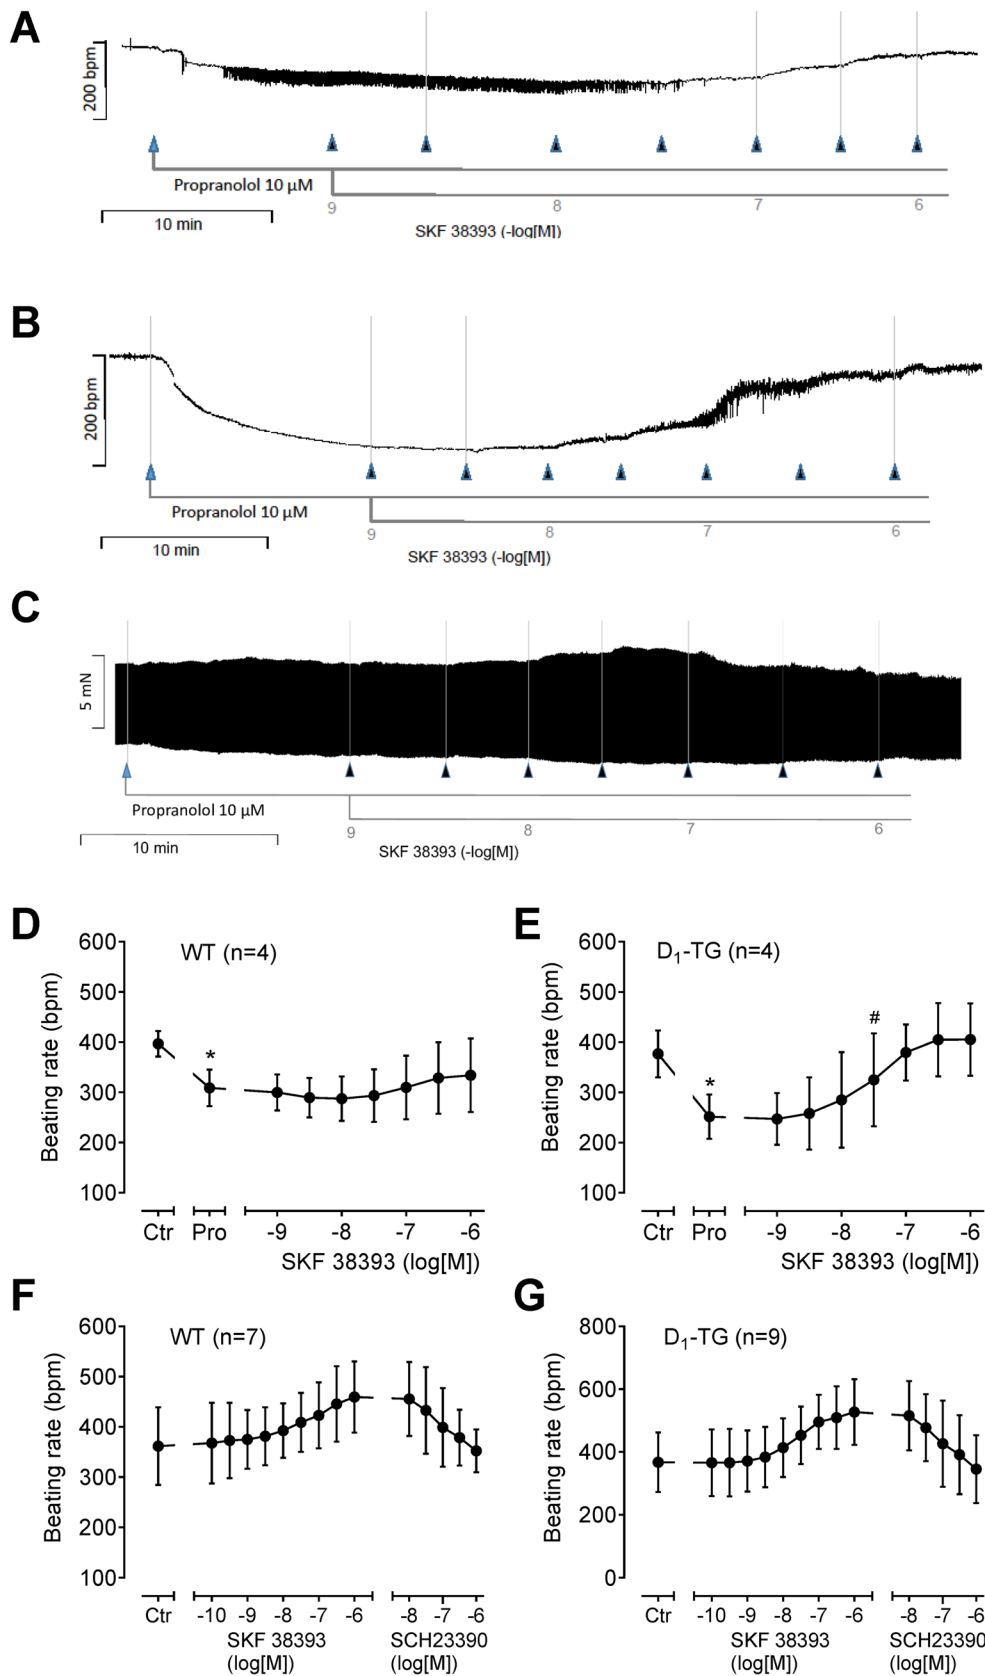 A
200 bpm
Propranolol 10 µM
9 8 7 6
10 min
SKF 38393 (-log[M])
B
200 bpm
Propranolol 10 µM
9 8 7 6
10 min
SKF 38393 (-log[M])
C
5 mN
Propranolol 10 µM
9 8 7 6
10 min
SKF 38393 (-log[M])
D
WT (n=4)
Beating rate (bpm)
600
500
400
300
200
100
*
Ctr Pro -9 -8 -7 -6
SKF 38393 (log[M])
E
D1-TG (n=4)
Beating rate (bpm)
600
500
400
300
200
100
*
#
Ctr Pro -9 -8 -7 -6
SKF 38393 (log[M])
F
WT (n=7)
Beating rate (bpm)
600
500
400
300
200
100
Ctr -10 -9 -8 -7 -6 -8 -7 -6
SKF 38393 SCH23390
(log[M]) (log[M])
G
D1-TG (n=9)
Beating rate (bpm)
800
600
400
200
0
Ctr -10 -9 -8 -7 -6 -8 -7 -6
SKF 38393 SCH23390
(log[M]) (log[M])